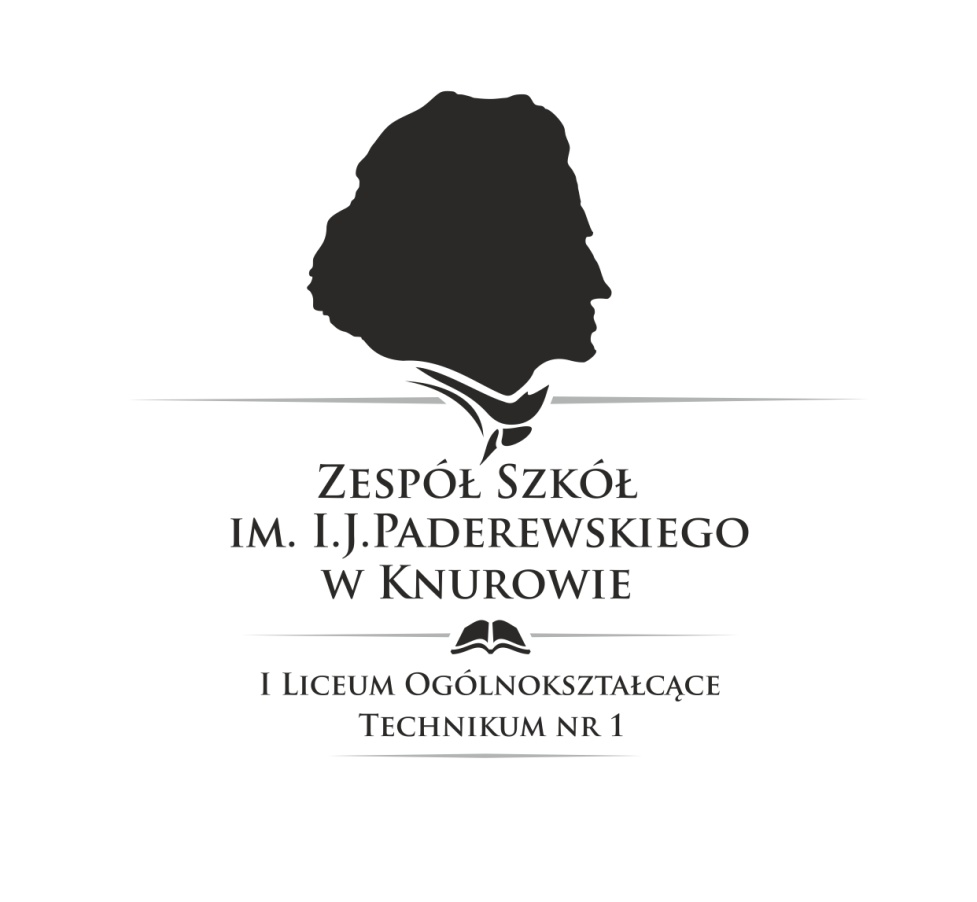 Zespół Szkół
im. I.J.Paderewskiego
w Knurowie
I Liceum Ogólnokształcące
Technikum nr 1